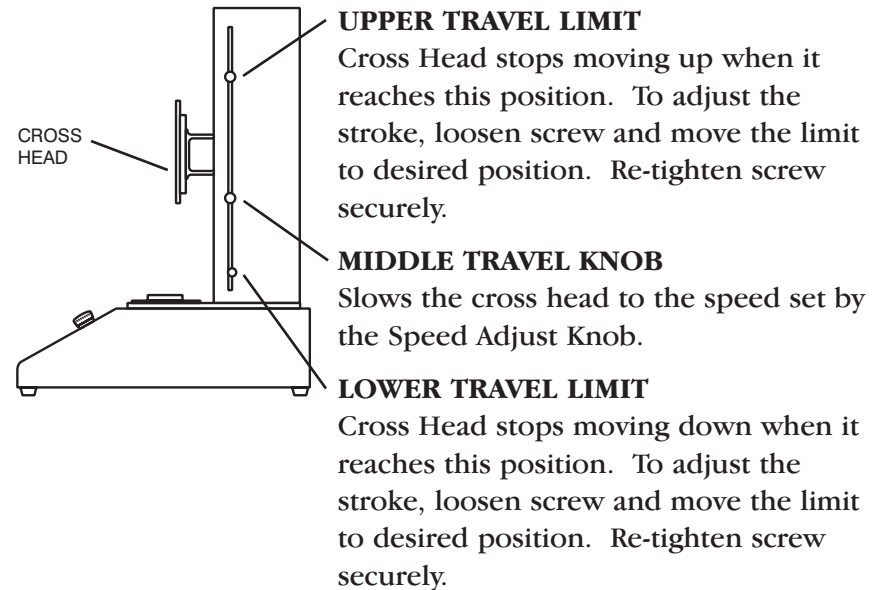 CROSS
HEAD
UPPER TRAVEL LIMIT
Cross Head stops moving up when it
reaches this position.  To adjust the
stroke, loosen screw and move the limit
to desired position.  Re-tighten screw
securely.
MIDDLE TRAVEL KNOB
Slows the cross head to the speed set by
the Speed Adjust Knob.
LOWER TRAVEL LIMIT
Cross Head stops moving down when it
reaches this position.  To adjust the
stroke, loosen screw and move the limit
to desired position.  Re-tighten screw
securely.